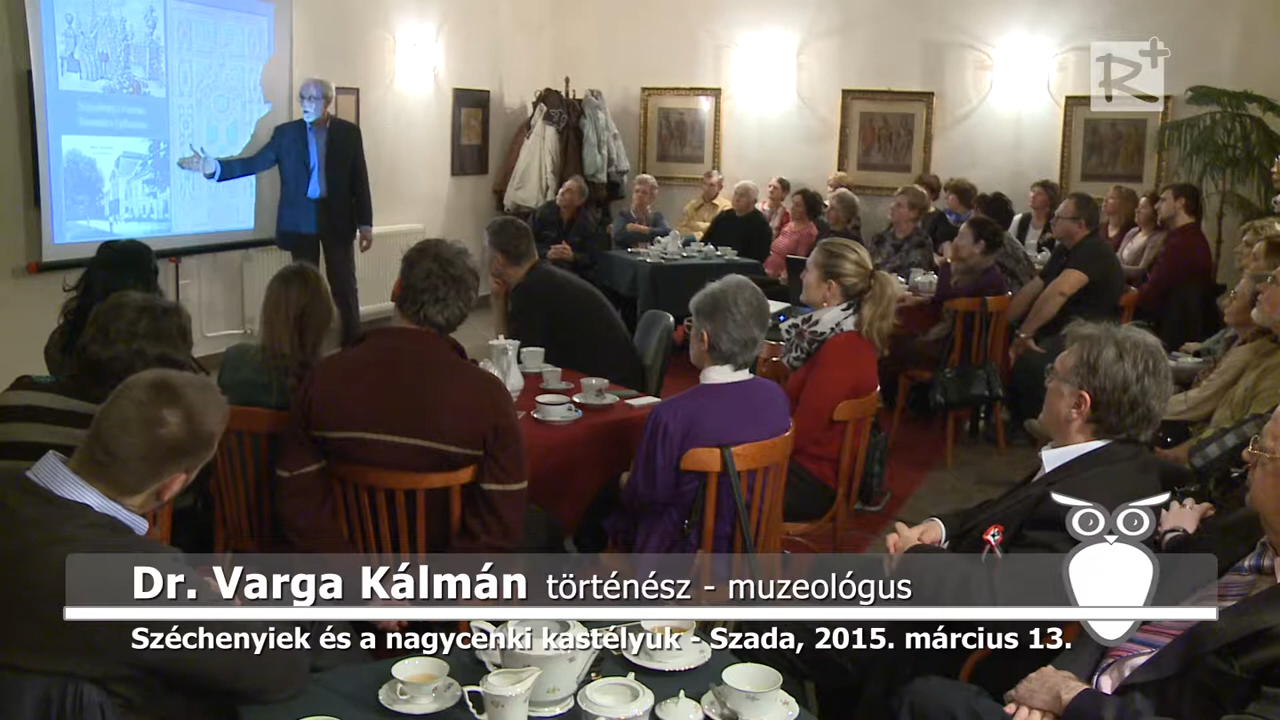 R+
Dr. Varga Kálmán történész - muzeológus
Széchenyiek és a nagycenki kastélyuk - Szada, 2015. március 13.